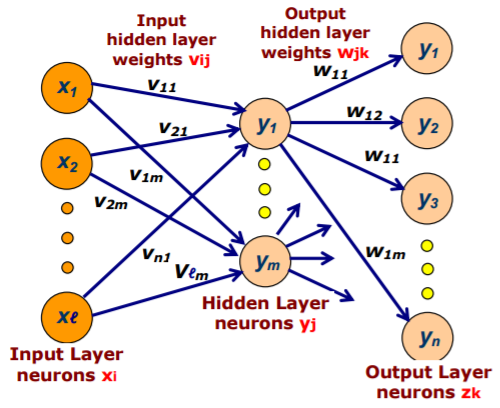 Input
hidden layer
weights vij
Output
hidden layer
weights wjk
x1
x2
xℓ
v11
v21
v1m
v2m
vn1
Vℓm
y1
ym
w11
w12
w11
w1m
y1
y2
y3
yn
Hidden Layer
neurons yj
Input Layer
neurons xi
Output Layer
neurons zk